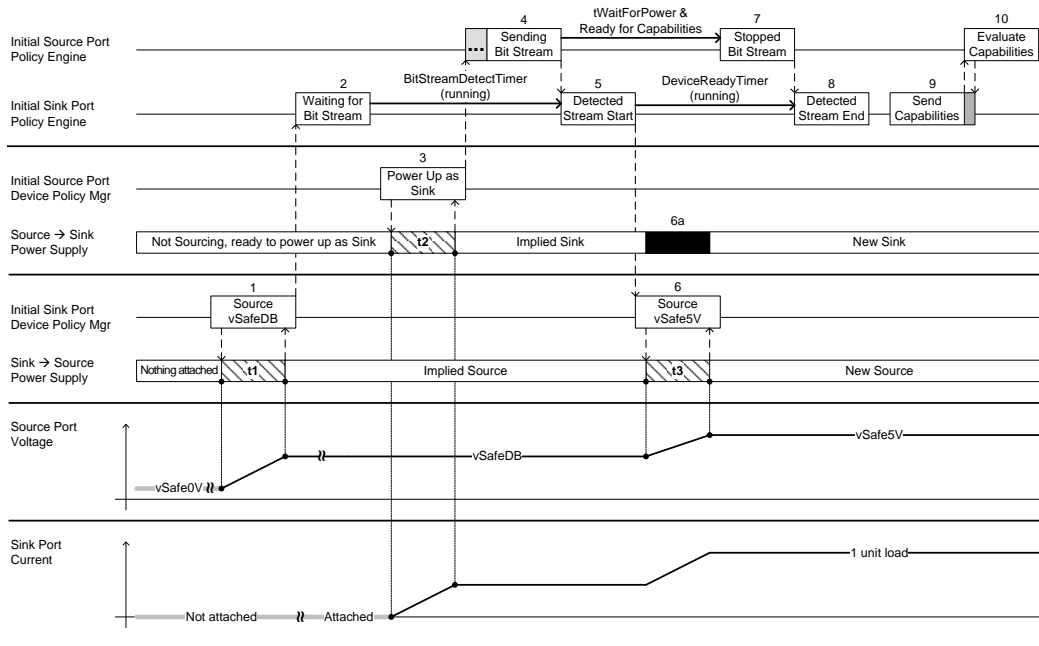 4
tWaitForPower &
Ready for Capabilities
7
10
Initial Source Port
Policy Engine
...
Sending
Bit Stream
Stopped
Bit Stream
Evaluate
Capabilities
2
BitStreamDetectTimer
(running)
5
DeviceReadyTimer
(running)
8
9
Initial Sink Port
Policy Engine
Waiting for
Bit Stream
Detected
Stream Start
Detected
Stream End
Send
Capabilities
3
Initial Source Port
Device Policy Mgr
Power Up as
Sink
6a
Source → Sink
Power Supply
Not Sourcing, ready to power up as Sink
t2
Implied Sink
New Sink
1
6
Initial Sink Port
Device Policy Mgr
Source
vSafeDB
Source
vSafe5V
Sink → Source
Power Supply
Nothing attached
t1
Implied Source
t3
New Source
Source Port
Voltage
vSafe5V
vSafeDB
vSafe0V
Sink Port
Current
1 unit load
Not attached
Attached